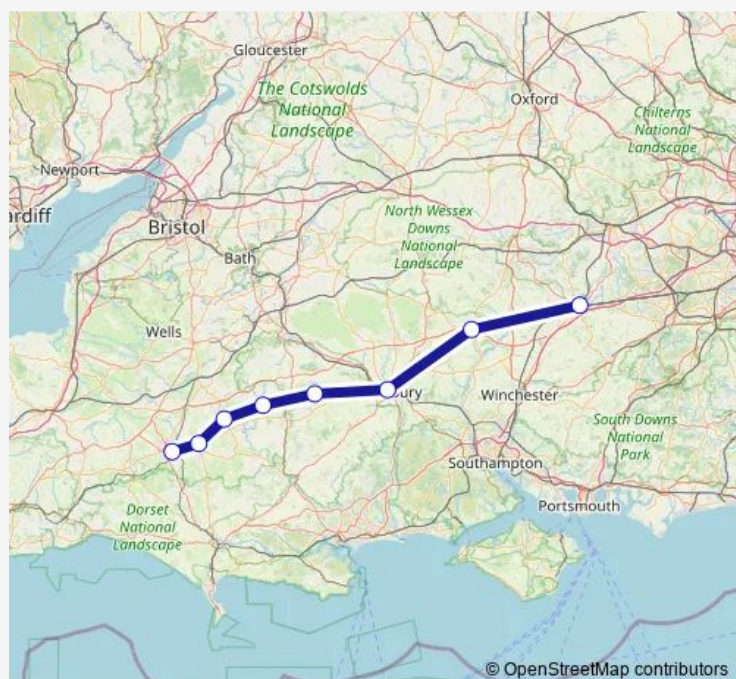 Gloucester
The Cotswolds
National
Landscape
Oxford
Chilterns
National
Landscape
Newport
ardiff
Bristol
North Wessex
Downs
National
Landscape
Bath
Wells
bury
Winchester
South Downs
National
Park
Southampton
Portsmouth
Dorset
National
Landscape
© OpenStreetMap contributors